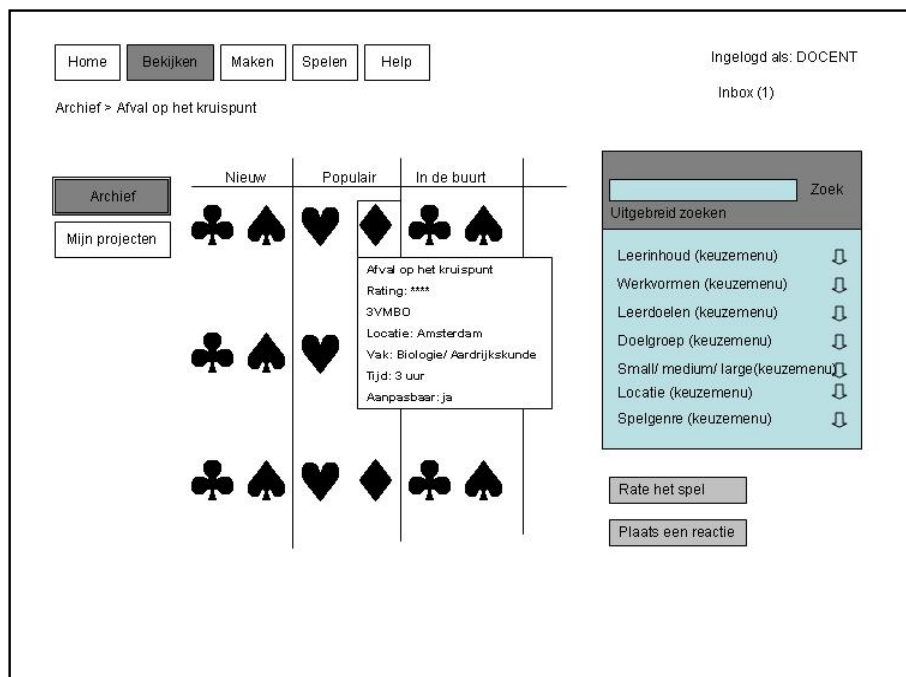 Home Bekijken Maken Spelen Help
Ingelogd als: DOCENT
Inbox (1)
Archief > Afval op het kruispunt
Archief
Mijn projecten
Nieuw Populair In de buurt
Afval op het kruispunt
Rating: ****
3VMBO
Locatie: Amsterdam
Vak: Biologie/ Aardrijkskunde
Tijd: 3 uur
Aanpasbaar: ja
Zoek
Uitgebreid zoeken
Leerinhoud (keuzemenu)
Werkvormen (keuzemenu)
Leerdoelen (keuzemenu)
Doelgroep (keuzemenu)
Small/ medium/ large(keuzemenu)
Locatie (keuzemenu)
Spelgenre (keuzemenu)
Rate het spel
Plaats een reactie